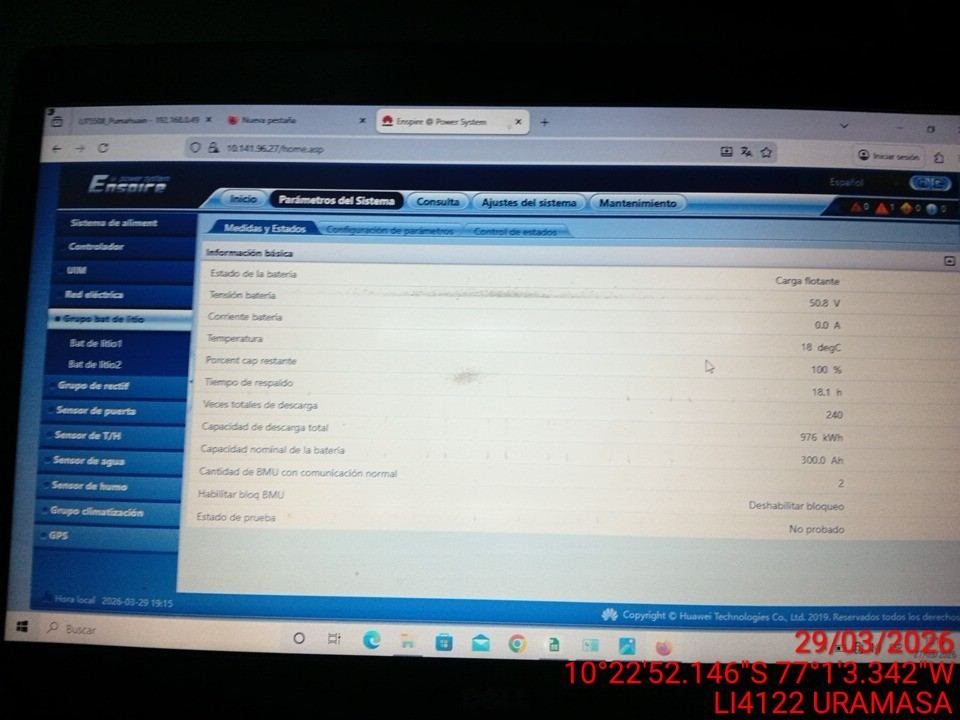 Nueva pestaña
Enspire @ Power System
10.141.96.27/home.asp
Iniciar sesión
power system
Enspire
Español
Inicio
Parámetros del Sistema
Consulta
Ajustes del sistema
Mantenimiento
0 1 0 0
Sistema de aliment
Controlador
UIM
Red eléctrica
Grupo bat de litio
Bat de litio1
Bat de litio2
Grupo de rectif
Sensor de puerta
Sensor de T/H
Sensor de agua
Sensor de humo
Grupo climatización
GPS
Medidas y Estados
Configuración de parámetros
Control de estados
Información básica
Estado de la batería Carga flotante
Tensión batería 50.8 V
Corriente batería 0.0 A
Temperatura 18 degC
Porcent cap restante 100 %
Tiempo de respaldo 18.1 h
Veces totales de descarga 240
Capacidad de descarga total 976 kWh
Capacidad nominal de la batería 300.0 Ah
Cantidad de BMU con comunicación normal 2
Habilitar bloq BMU Deshabilitar bloqueo
Estado de prueba No probado
Hora local 2026-03-29 19:15
Copyright © Huawei Technologies Co., Ltd. 2019. Reservados todos los derechos
Buscar
29/03/2026
10°22'52.146"S 77°1'3.342"W
LI4122 URAMASA